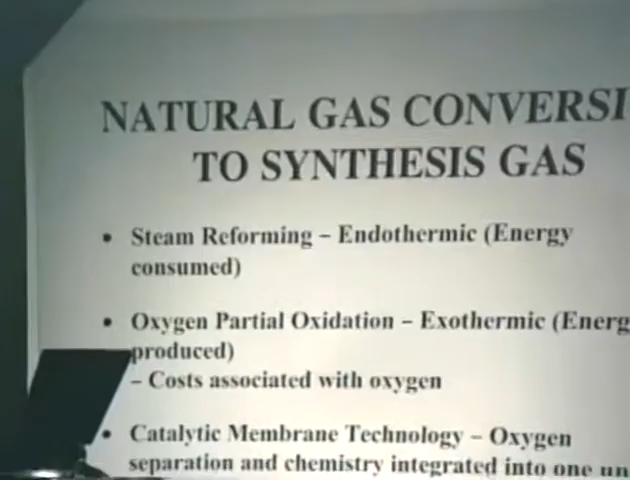 NATURAL GAS CONVERSI
TO SYNTHESIS GAS
• Steam Reforming – Endothermic (Energy
consumed)
• Oxygen Partial Oxidation – Exothermic (Energ
produced)
– Costs associated with oxygen
• Catalytic Membrane Technology – Oxygen
separation and chemistry integrated into one un